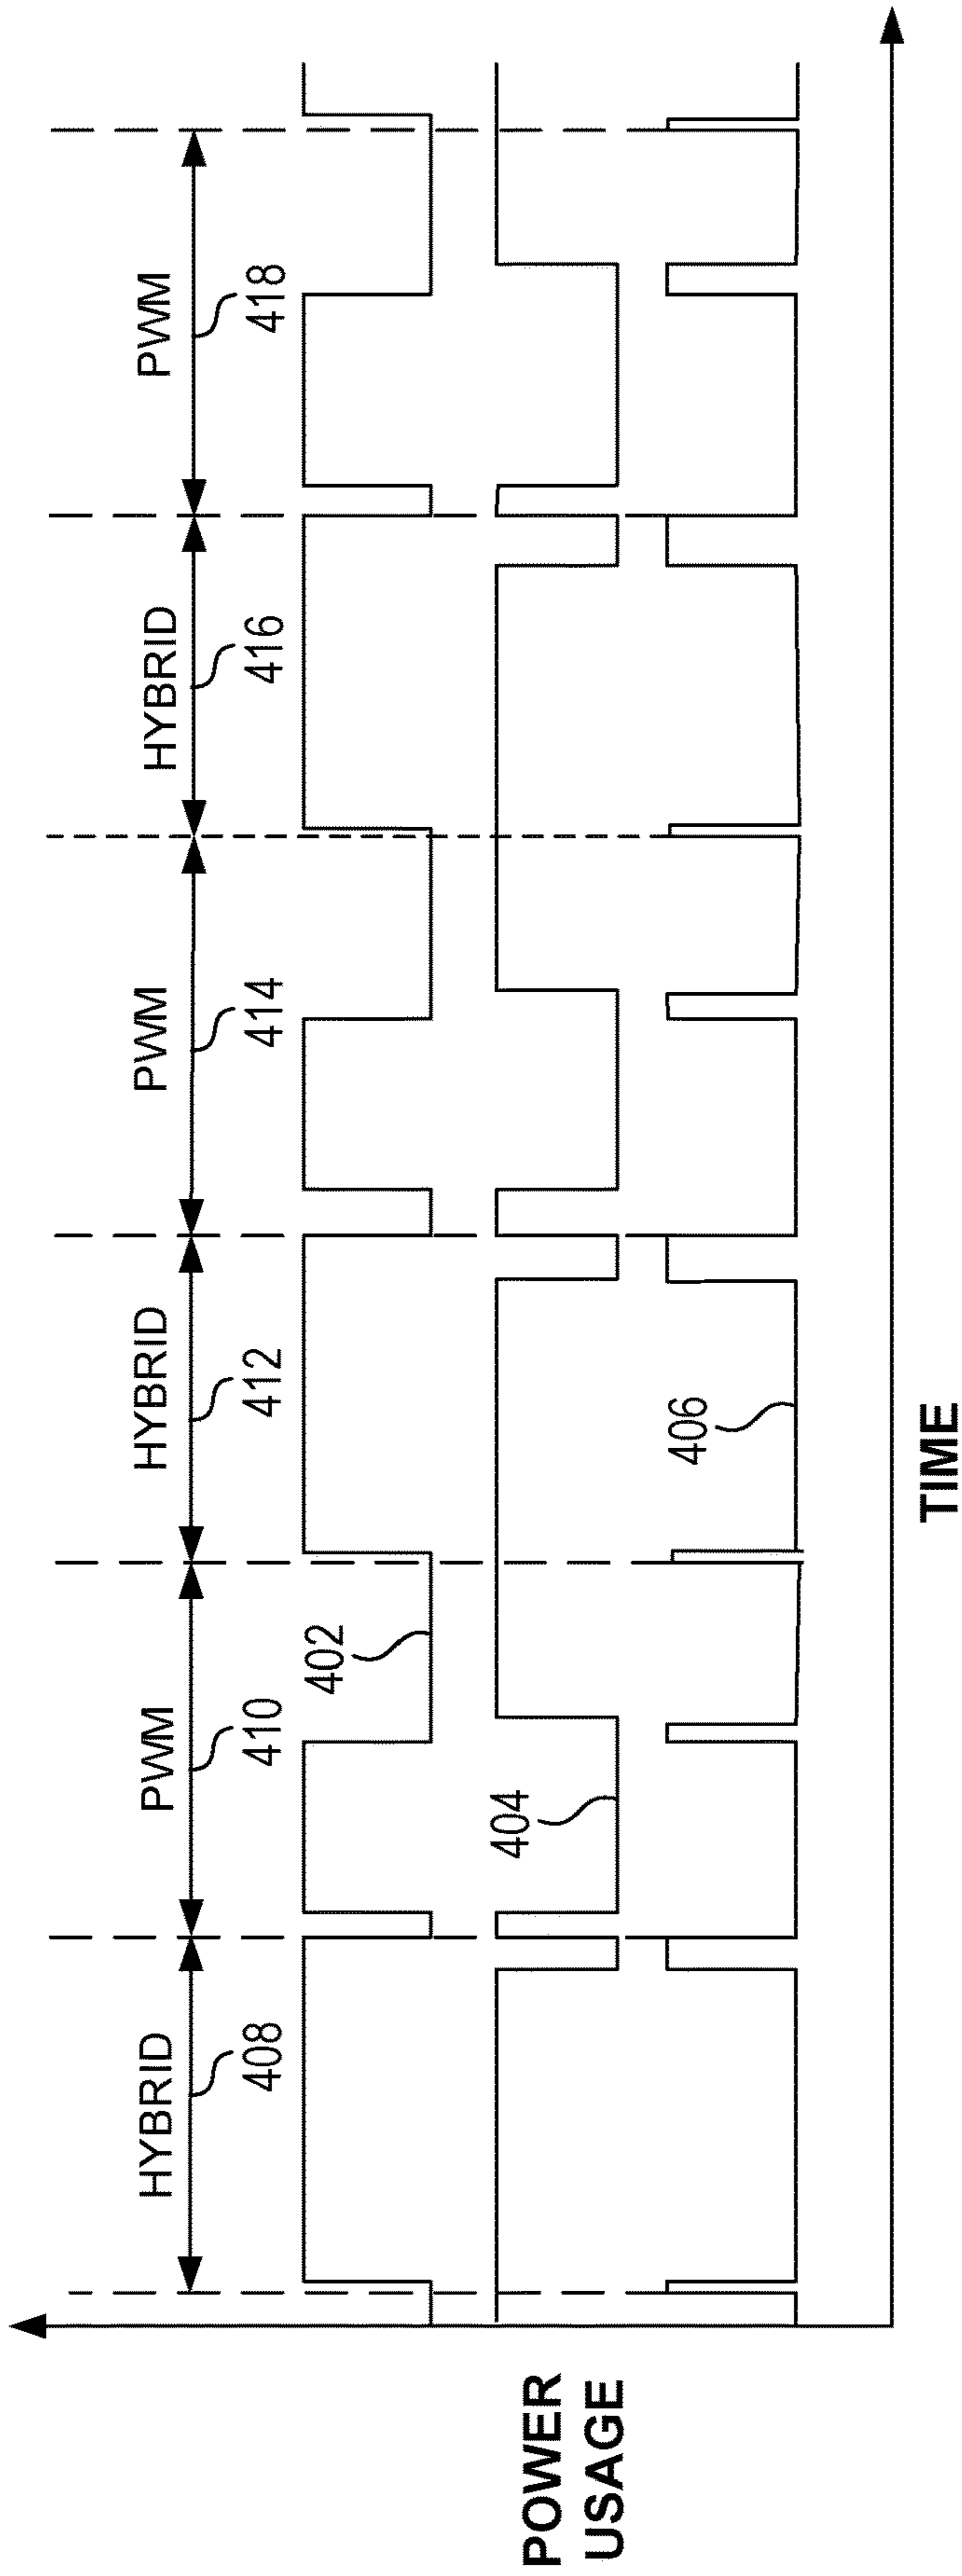 HYBRID
PWM
HYBRID
PWM
HYBRID
PWM
408
410
412
414
416
418
402
404
406
POWER
USAGE
TIME